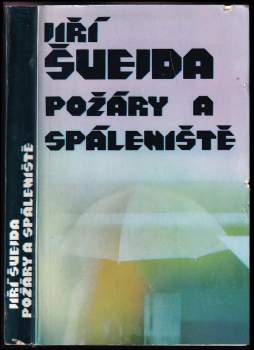 JIŘÍ
ŠVEJDA
POŽÁRY A
SPÁLENIŠTĚ
JIŘÍ ŠVEJDA
POŽÁRY A SPÁLENIŠTĚ